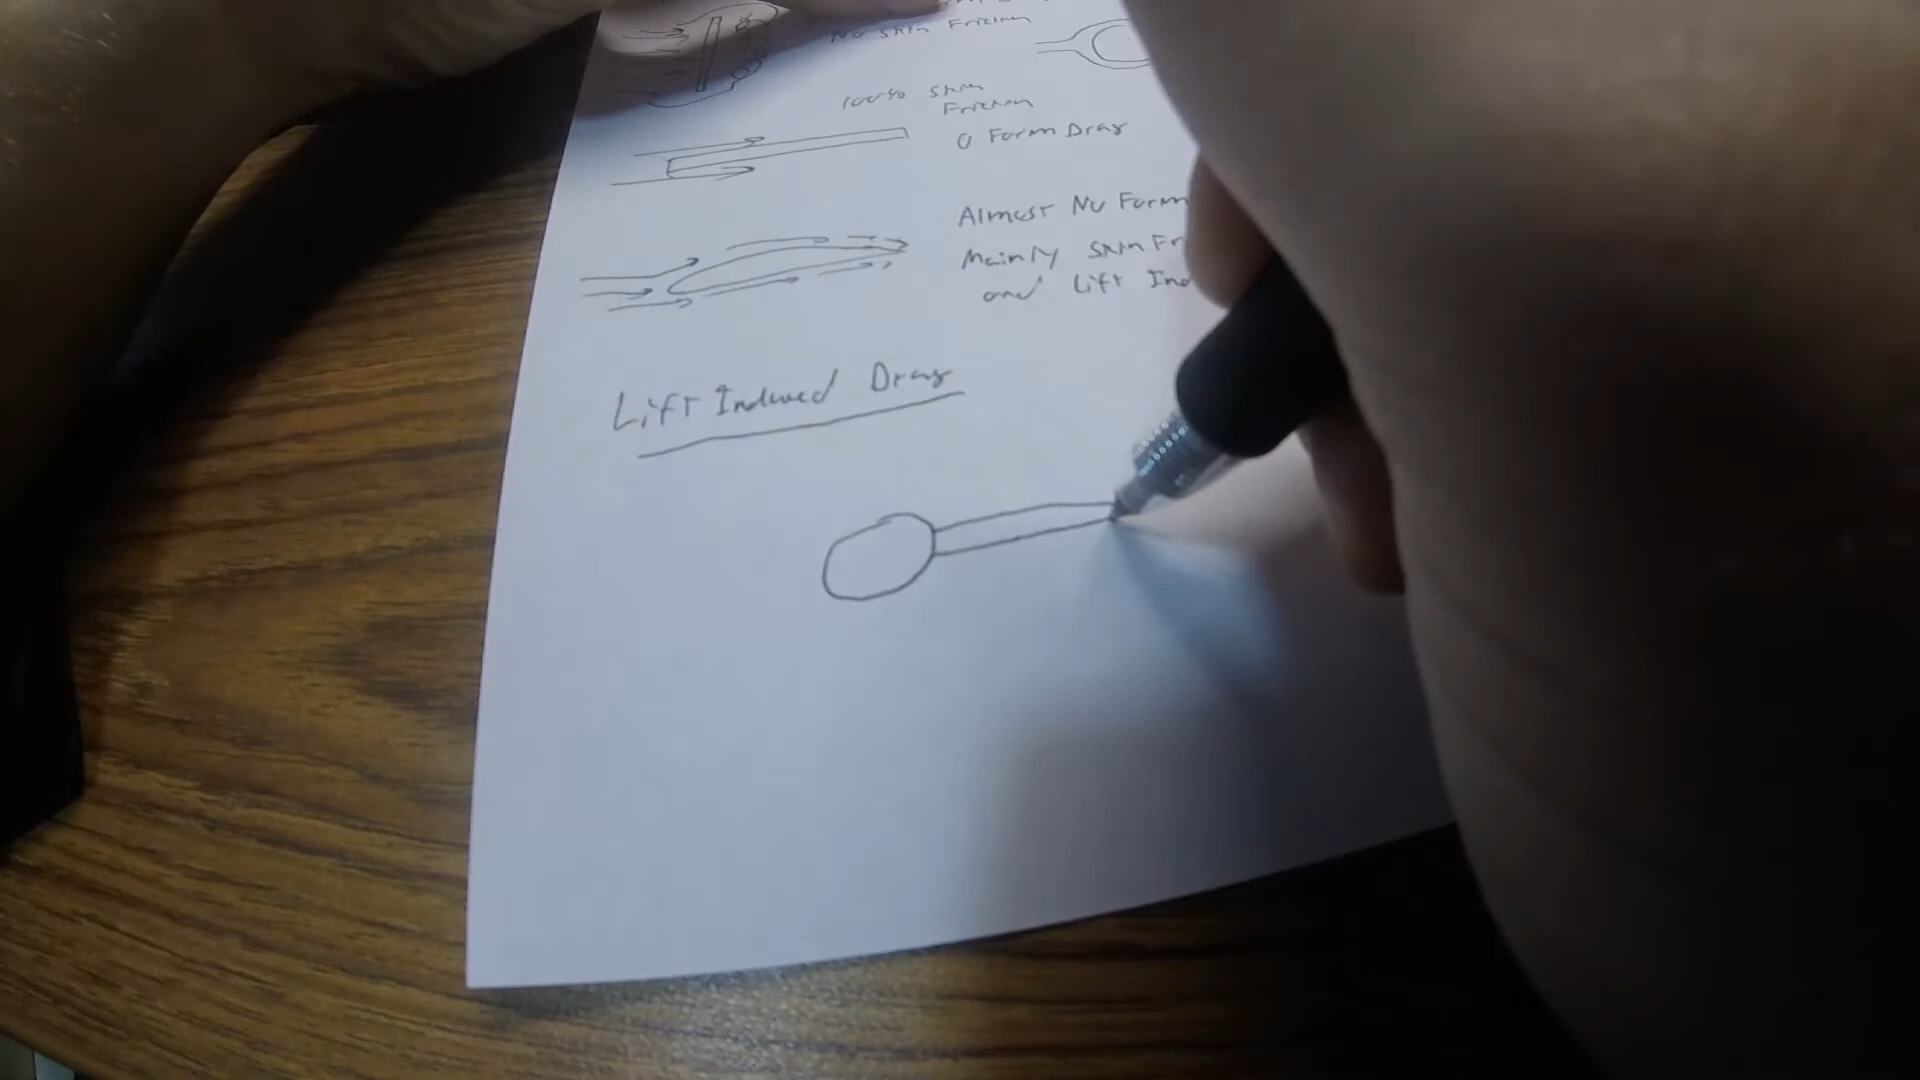 No Skin Friction
100% Skin
Friction
0 Form Drag
Almost No Form
Mainly Skin Fr
and Lift Ind
Lift Induced Drag